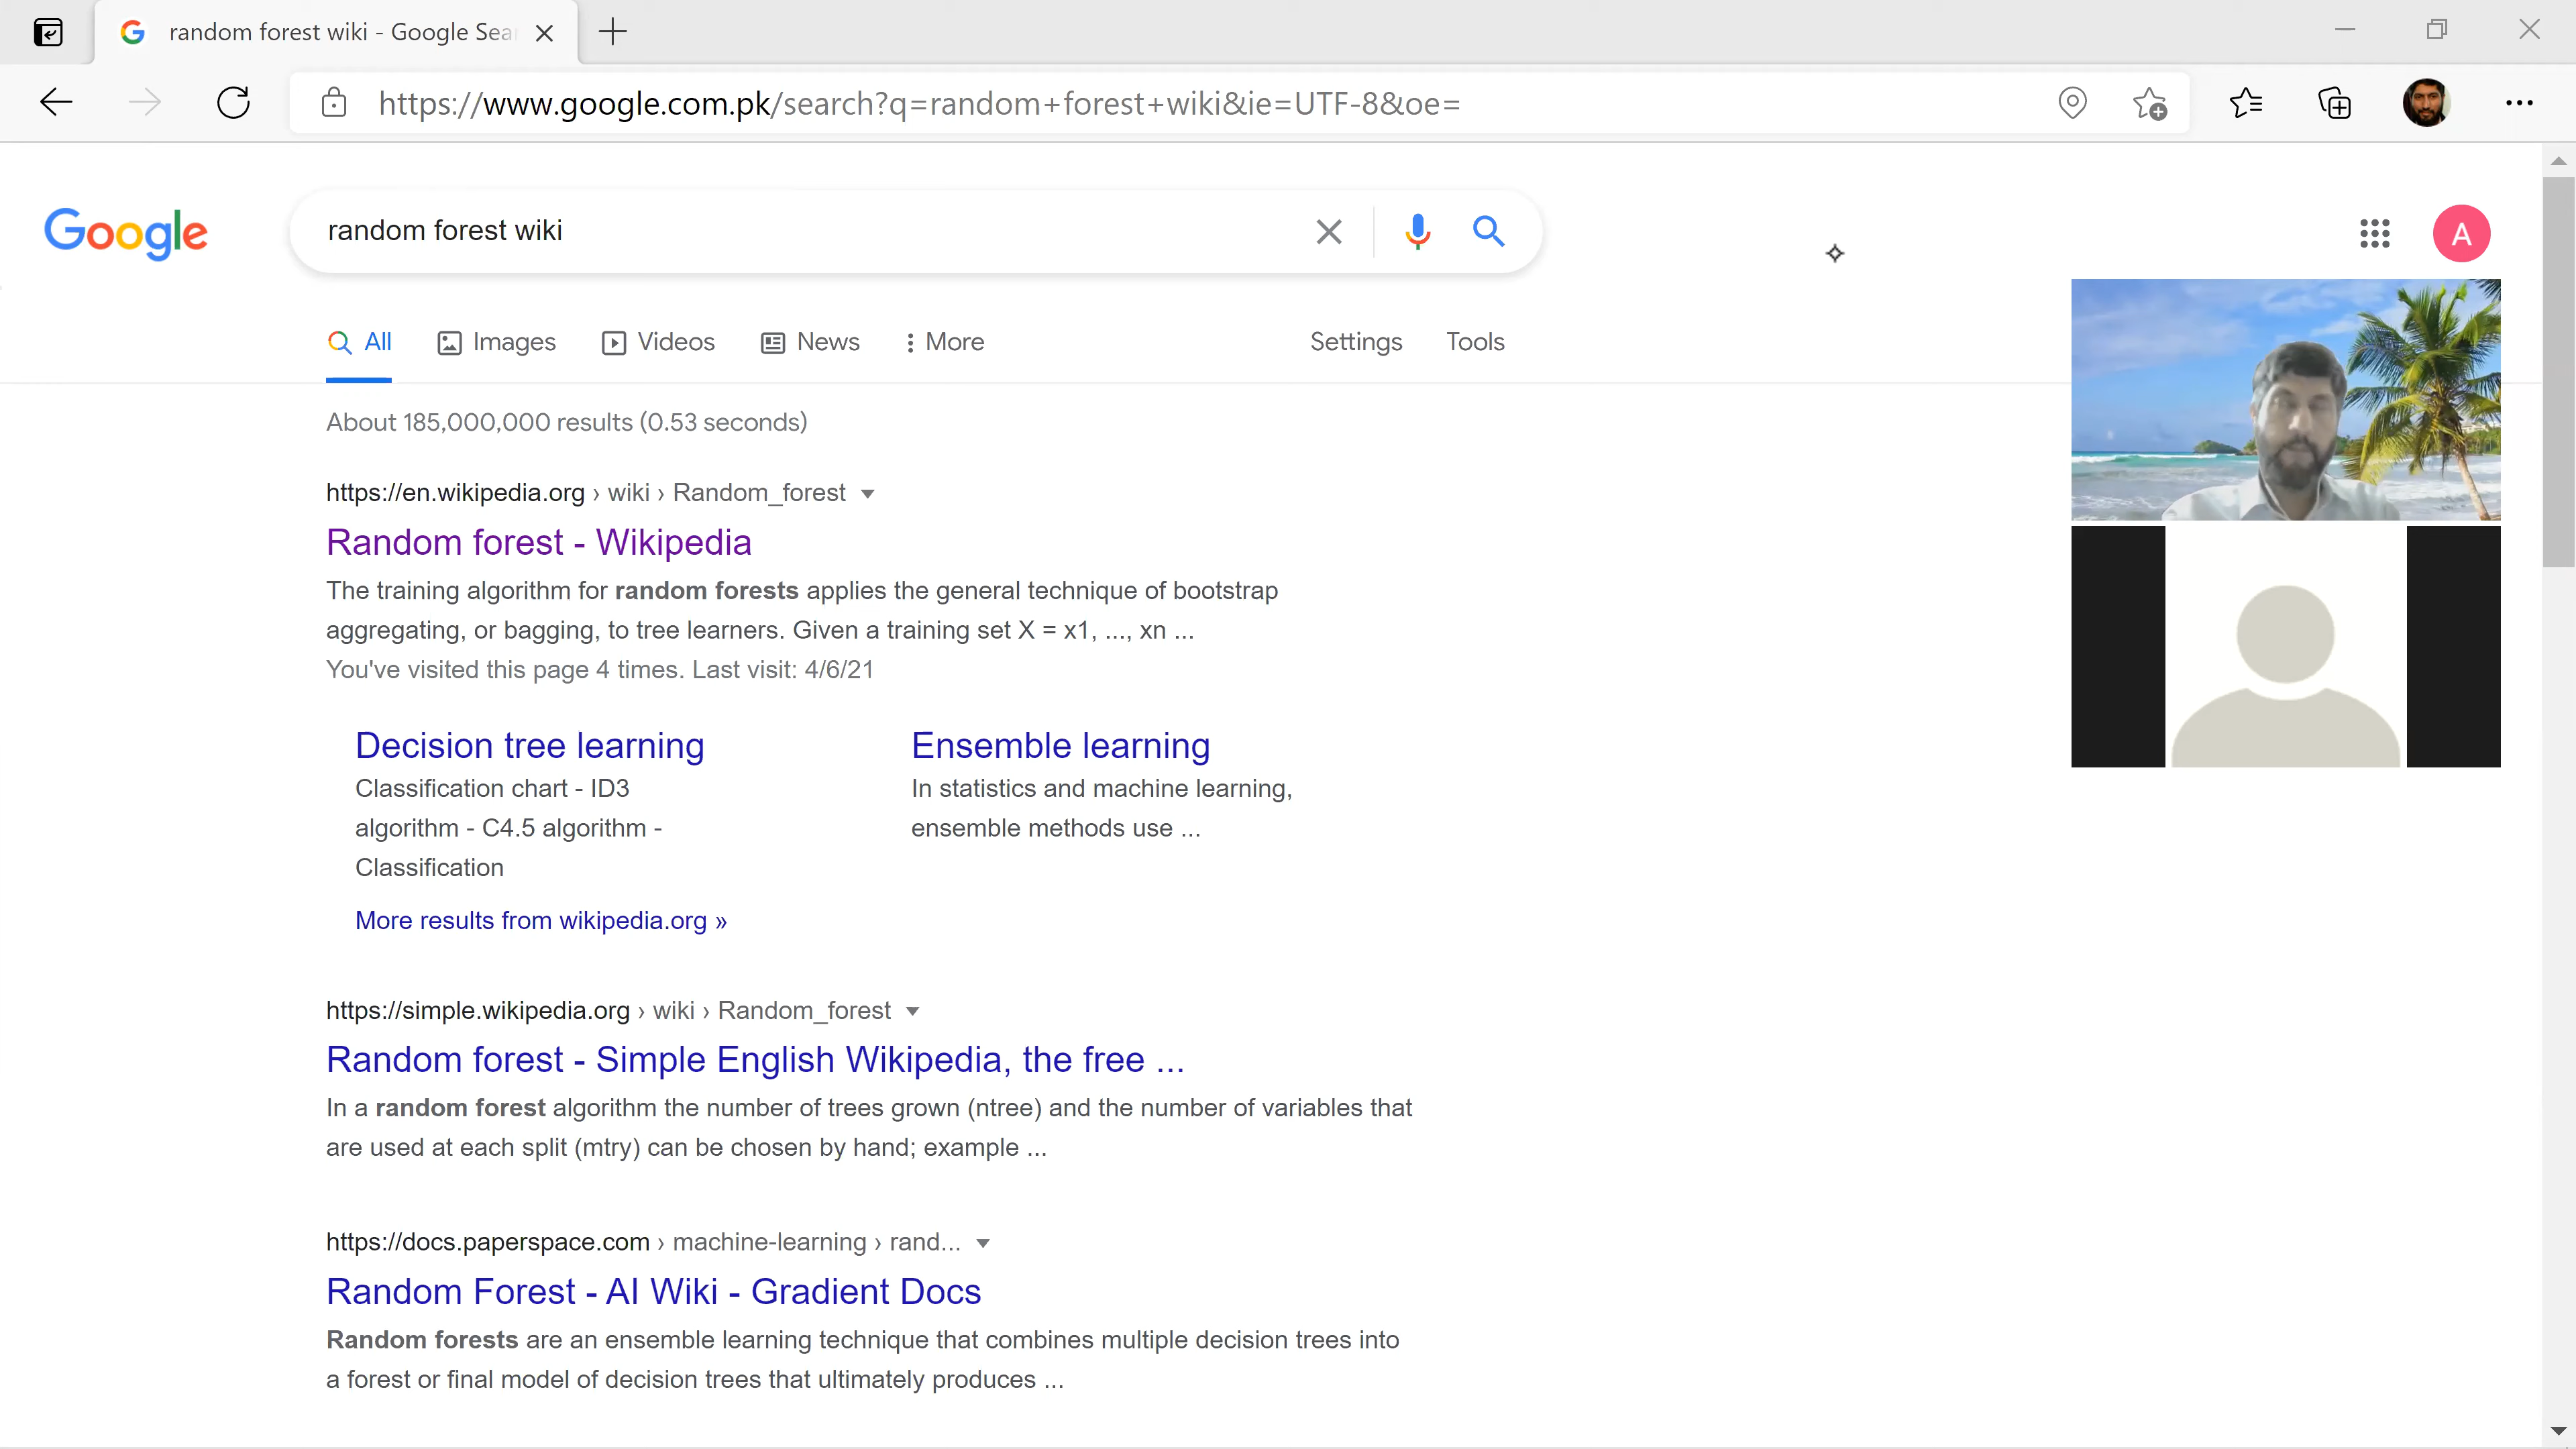 random forest wiki - Google Sea
https://www.google.com.pk/search?q=random+forest+wiki&ie=UTF-8&oe=
Google
random forest wiki
A
All Images Videos News More Settings Tools
About 185,000,000 results (0.53 seconds)
https://en.wikipedia.org › wiki › Random_forest
Random forest - Wikipedia
The training algorithm for random forests applies the general technique of bootstrap
aggregating, or bagging, to tree learners. Given a training set X = x1, ..., xn ...
You've visited this page 4 times. Last visit: 4/6/21
Decision tree learning
Classification chart - ID3
algorithm - C4.5 algorithm -
Classification
Ensemble learning
In statistics and machine learning,
ensemble methods use ...
More results from wikipedia.org »
https://simple.wikipedia.org › wiki › Random_forest
Random forest - Simple English Wikipedia, the free ...
In a random forest algorithm the number of trees grown (ntree) and the number of variables that
are used at each split (mtry) can be chosen by hand; example ...
https://docs.paperspace.com › machine-learning › rand...
Random Forest - AI Wiki - Gradient Docs
Random forests are an ensemble learning technique that combines multiple decision trees into
a forest or final model of decision trees that ultimately produces ...